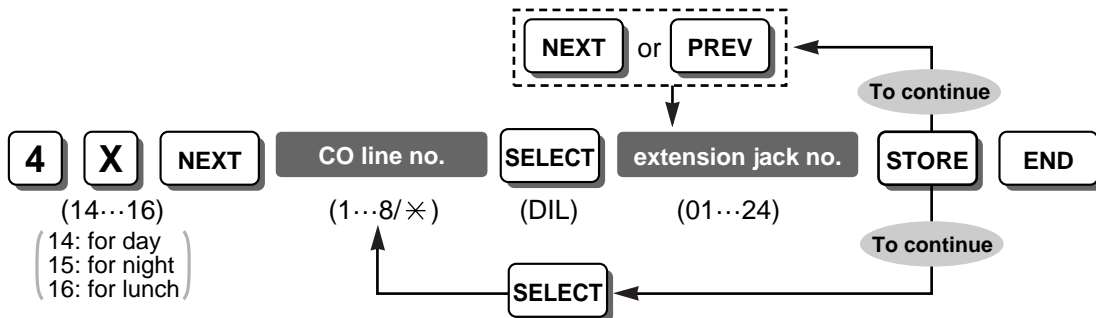 NEXT or PREV
To continue
4 X NEXT CO line no. SELECT extension jack no. STORE END
(14···16) (1···8/✳) (DIL) (01···24)
14: for day
15: for night
16: for lunch
To continue
SELECT